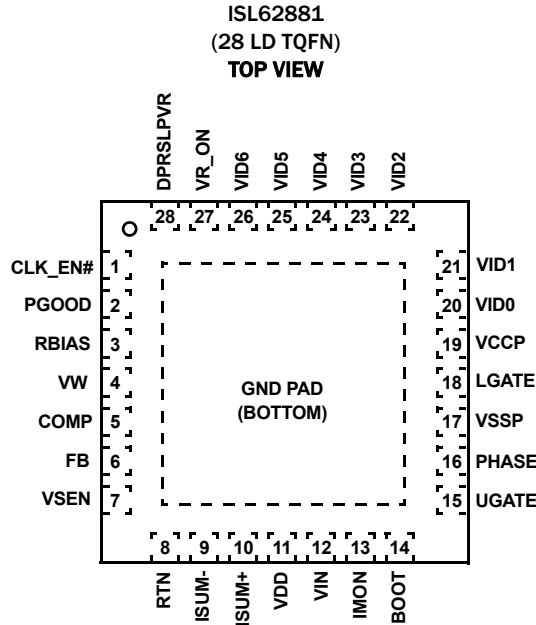 ISL62881
(28 LD TQFN)
TOP VIEW
DPRSLPVR
VR_ON
VID6
VID5
VID4
VID3
VID2
28 27 26 25 24 23 22
CLK_EN# 1
PGOOD 2
RBIAS 3
VW 4
COMP 5
FB 6
VSEN 7
GND PAD
(BOTTOM)
21 VID1
20 VID0
19 VCCP
18 LGATE
17 VSSP
16 PHASE
15 UGATE
8 9 10 11 12 13 14
RTN
ISUM-
ISUM+
VDD
VIN
IMON
BOOT